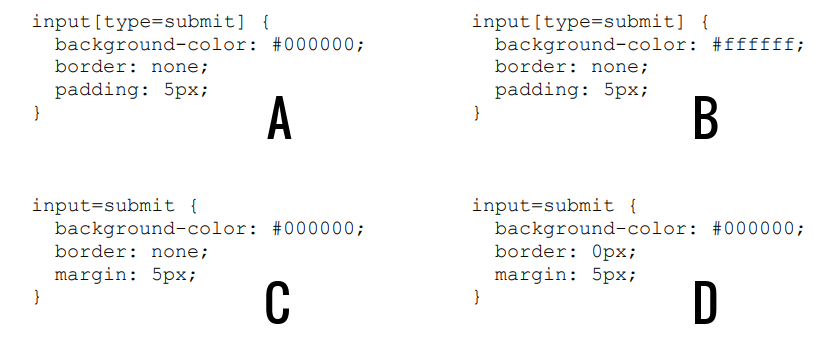 input[type=submit] {
  background-color: #000000;
  border: none;
  padding: 5px;
}
A
input[type=submit] {
  background-color: #ffffff;
  border: none;
  padding: 5px;
}
B
input=submit {
  background-color: #000000;
  border: none;
  margin: 5px;
}
C
input=submit {
  background-color: #000000;
  border: 0px;
  margin: 5px;
}
D